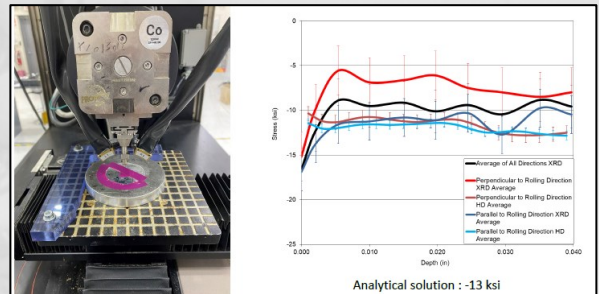 Co
0
-5
-10
-15
-20
-25
Stress (ksi)
0.000
0.010
0.020
0.030
0.040
Depth (in)
Average of All Directions XRD
Perpendicular to Rolling Direction
XRD Average
Perpendicular to Rolling Direction
HD Average
Parallel to Rolling Direction XRD
Average
Parallel to Rolling Direction HD
Average
Analytical solution : -13 ksi